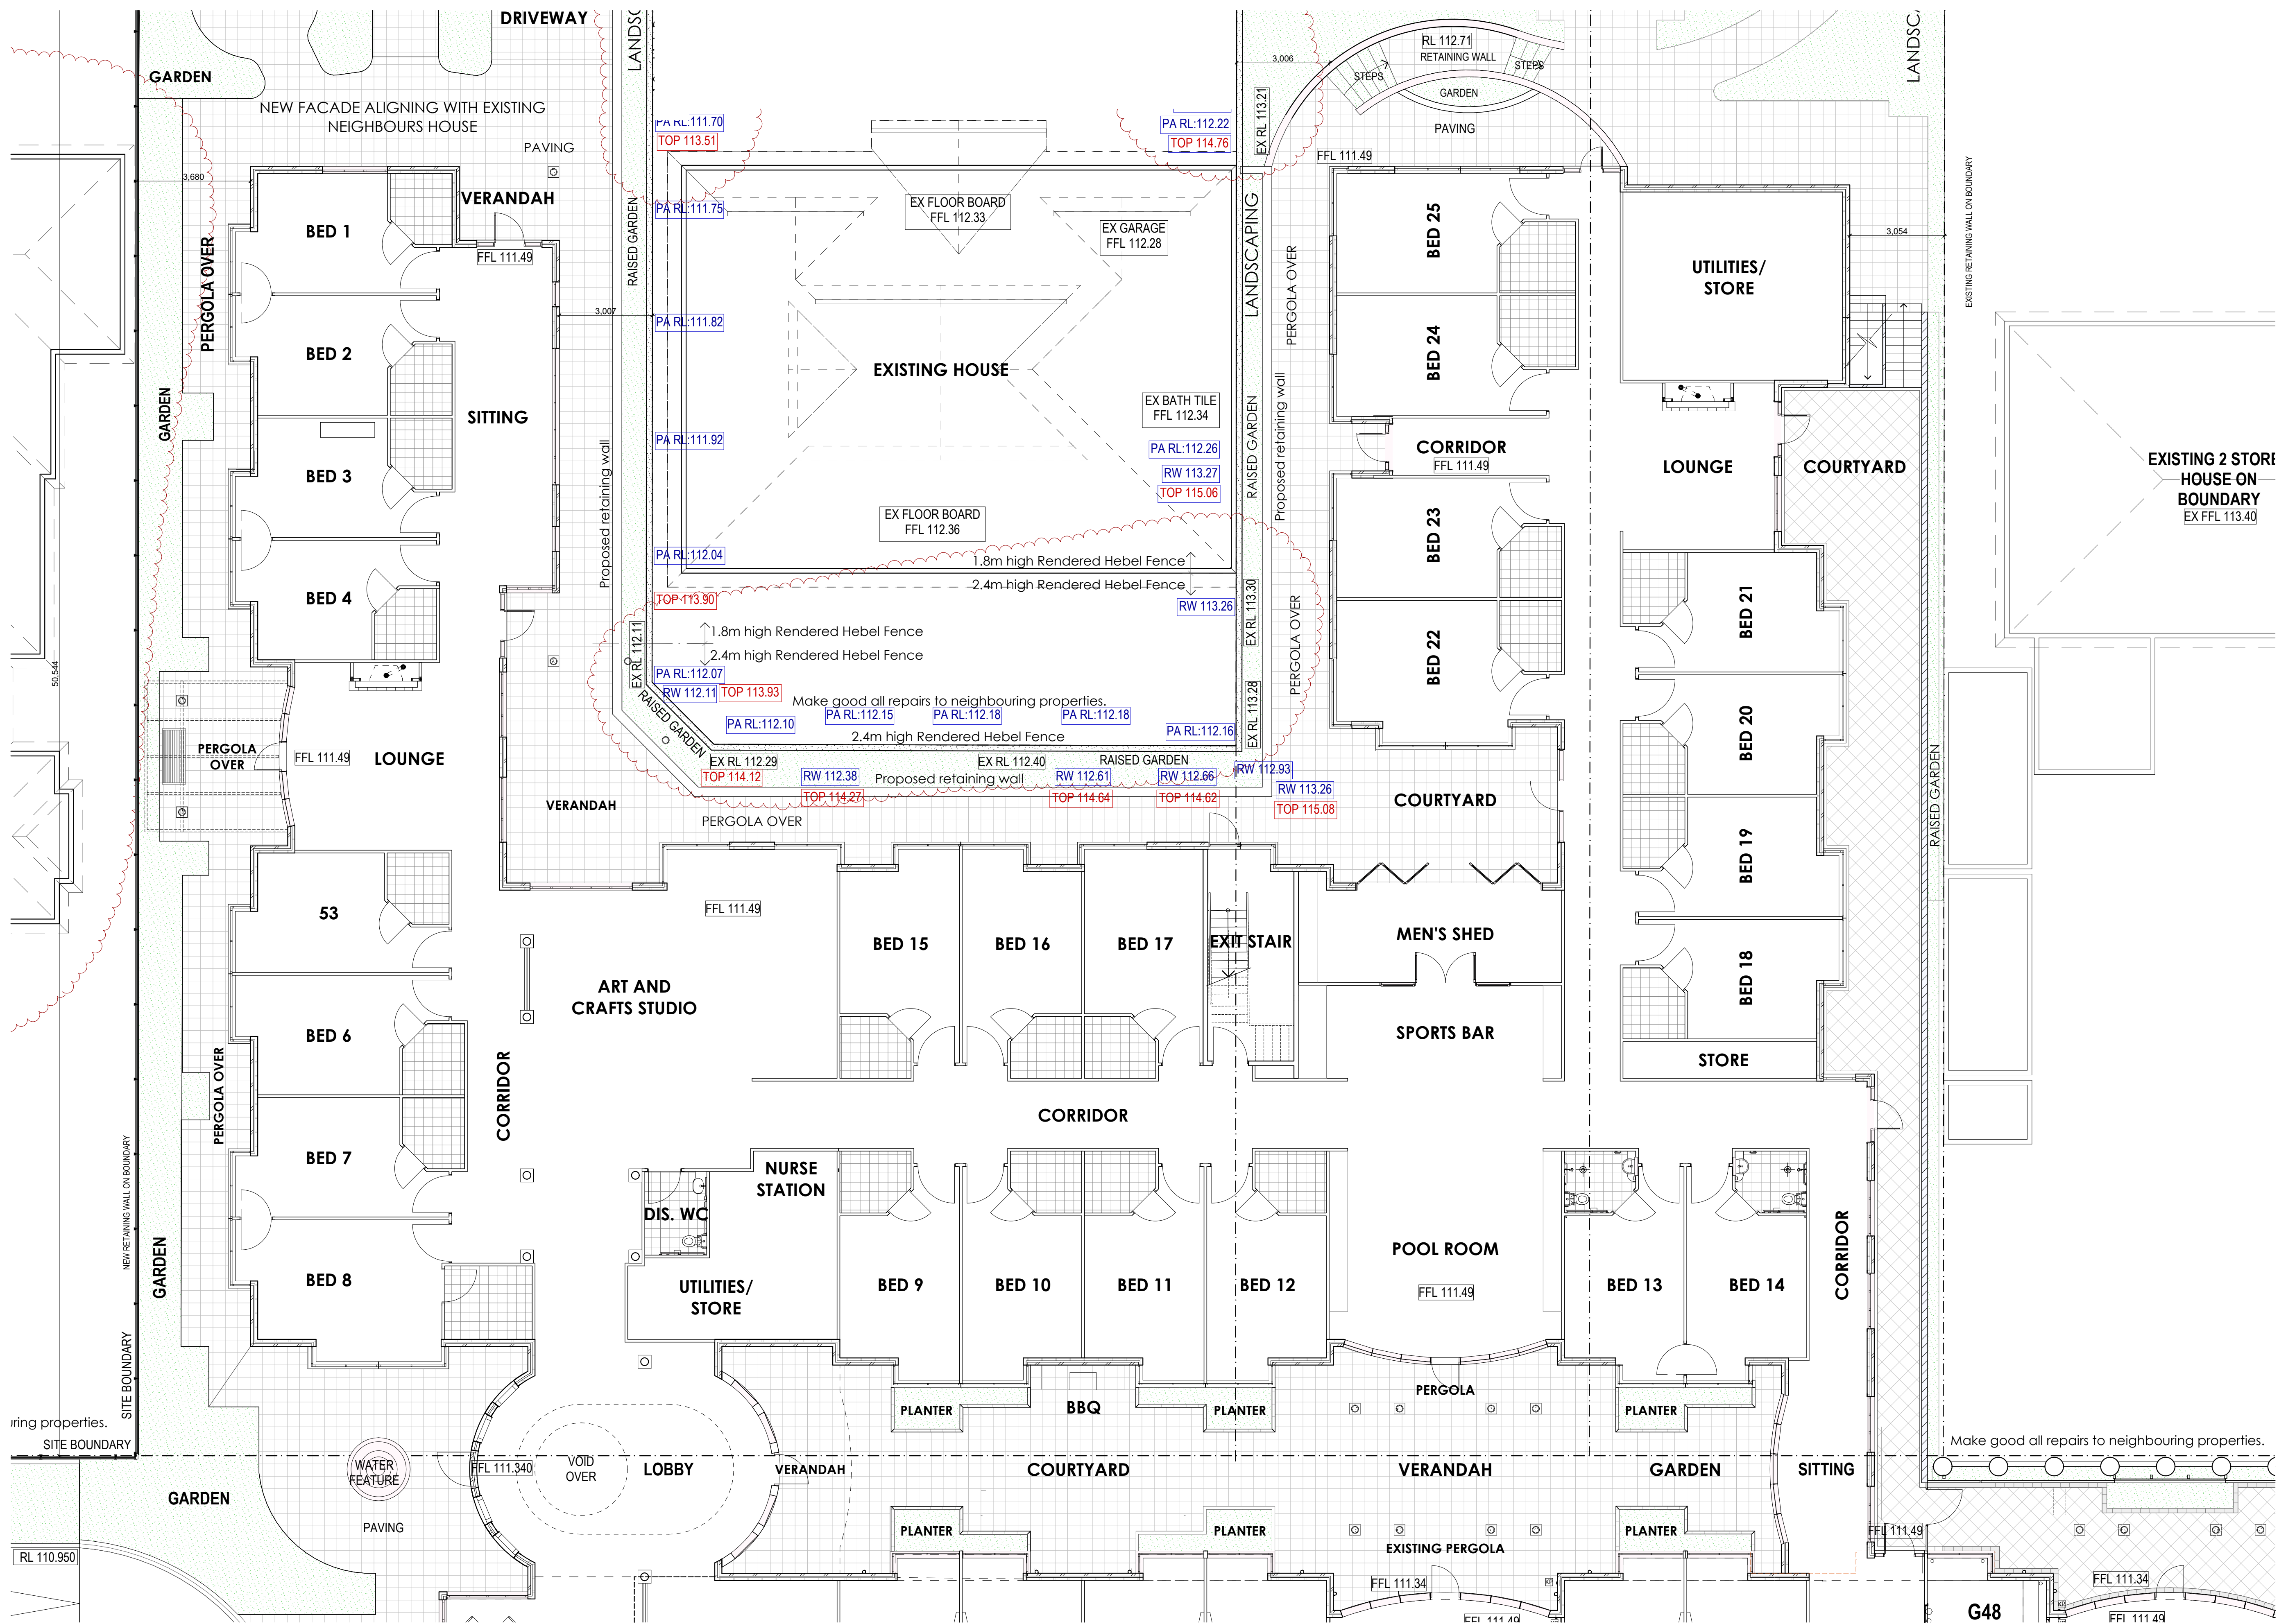 DRIVEWAY
GARDEN
NEW FACADE ALIGNING WITH EXISTING
NEIGHBOURS HOUSE
PAVING
3,680
VERANDAH
FFL 111.49
PERGOLA OVER
GARDEN
BED 1
BED 2
BED 3
BED 4
SITTING
3,007
RAISED GARDEN
Proposed retaining wall
50,544
PERGOLA
OVER
FFL 111.49
LOUNGE
VERANDAH
53
BED 6
BED 7
BED 8
PERGOLA OVER
CORRIDOR
NEW RETAINING WALL ON BOUNDARY
GARDEN
SITE BOUNDARY
SITE BOUNDARY
properties.
GARDEN
RL 110.950
WATER
FEATURE
PAVING
FFL 111.340
VOID
OVER
LOBBY
VERANDAH
PA RL:111.70
TOP 113.51
PA RL:111.75
PA RL:111.82
PA RL:111.92
PA RL:112.04
TOP 113.90
EX RL 112.11
PA RL:112.07
RW 112.11
TOP 113.93
RAISED GARDEN
PA RL:112.22
TOP 114.76
EX FLOOR BOARD
FFL 112.33
EX GARAGE
FFL 112.28
EXISTING HOUSE
EX BATH TILE
FFL 112.34
PA RL:112.26
RW 113.27
TOP 115.06
EX FLOOR BOARD
FFL 112.36
1.8m high Rendered Hebel Fence
2.4m high Rendered Hebel Fence
RW 113.26
1.8m high Rendered Hebel Fence
2.4m high Rendered Hebel Fence
Make good all repairs to neighbouring properties.
PA RL:112.10
PA RL:112.15
PA RL:112.18
PA RL:112.18
PA RL:112.16
2.4m high Rendered Hebel Fence
EX RL 112.29
EX RL 112.40
RAISED GARDEN
TOP 114.12
RW 112.38
Proposed retaining wall
RW 112.61
RW 112.66
RW 112.93
TOP 114.27
TOP 114.64
TOP 114.62
RW 113.26
TOP 115.08
PERGOLA OVER
3,006
EX RL 113.21
LANDSCAPING
RAISED GARDEN
EX RL 113.30
EX RL 113.28
PERGOLA OVER
Proposed retaining wall
PERGOLA OVER
RL 112.71
RETAINING WALL
STEPS
STEPS
GARDEN
PAVING
FFL 111.49
BED 25
BED 24
CORRIDOR
FFL 111.49
BED 23
BED 22
COURTYARD
UTILITIES/
STORE
3,054
EXISTING RETAINING WALL ON BOUNDARY
LOUNGE
COURTYARD
BED 21
BED 20
BED 19
BED 18
STORE
RAISED GARDEN
HOUSE ON
BOUNDARY
EX FFL 113.40
FFL 111.49
ART AND
CRAFTS STUDIO
BED 15
BED 16
BED 17
EXIT STAIR
MEN'S SHED
SPORTS BAR
CORRIDOR
NURSE
STATION
DIS. WC
UTILITIES/
STORE
BED 9
BED 10
BED 11
BED 12
POOL ROOM
FFL 111.49
BED 13
BED 14
CORRIDOR
PLANTER
BBQ
PLANTER
PERGOLA
PLANTER
COURTYARD
VERANDAH
GARDEN
SITTING
PLANTER
PLANTER
PLANTER
EXISTING PERGOLA
FFL 111.34
FFL 111.49
FFL 111.49
Make good all repairs to neighbouring properties.
FFL 111.34
FFL 111.49
G48